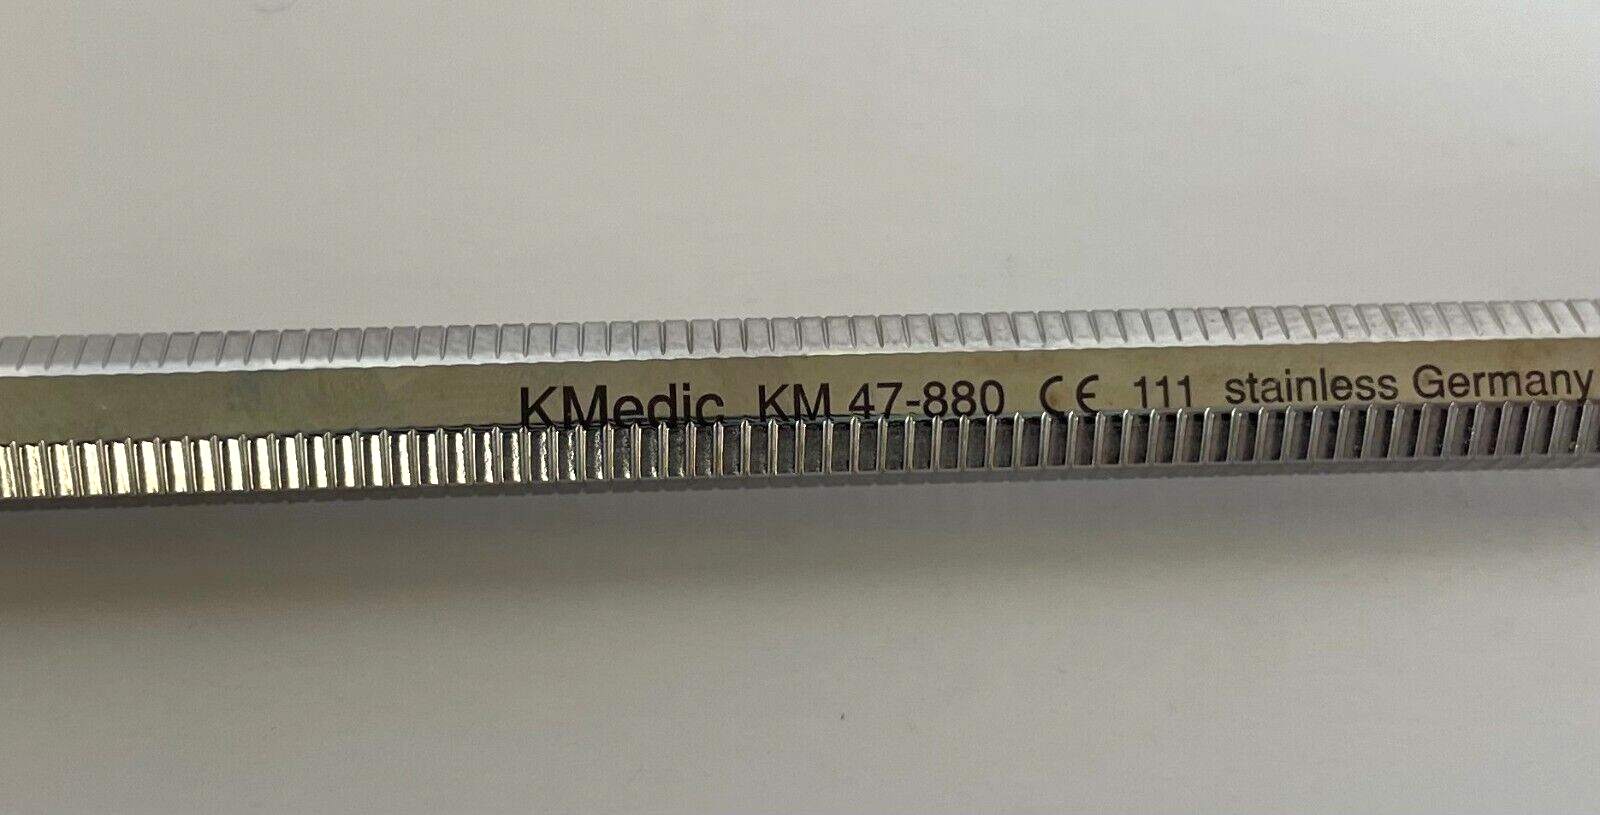 KMedic KM 47-880 CE 111 stainless Germany